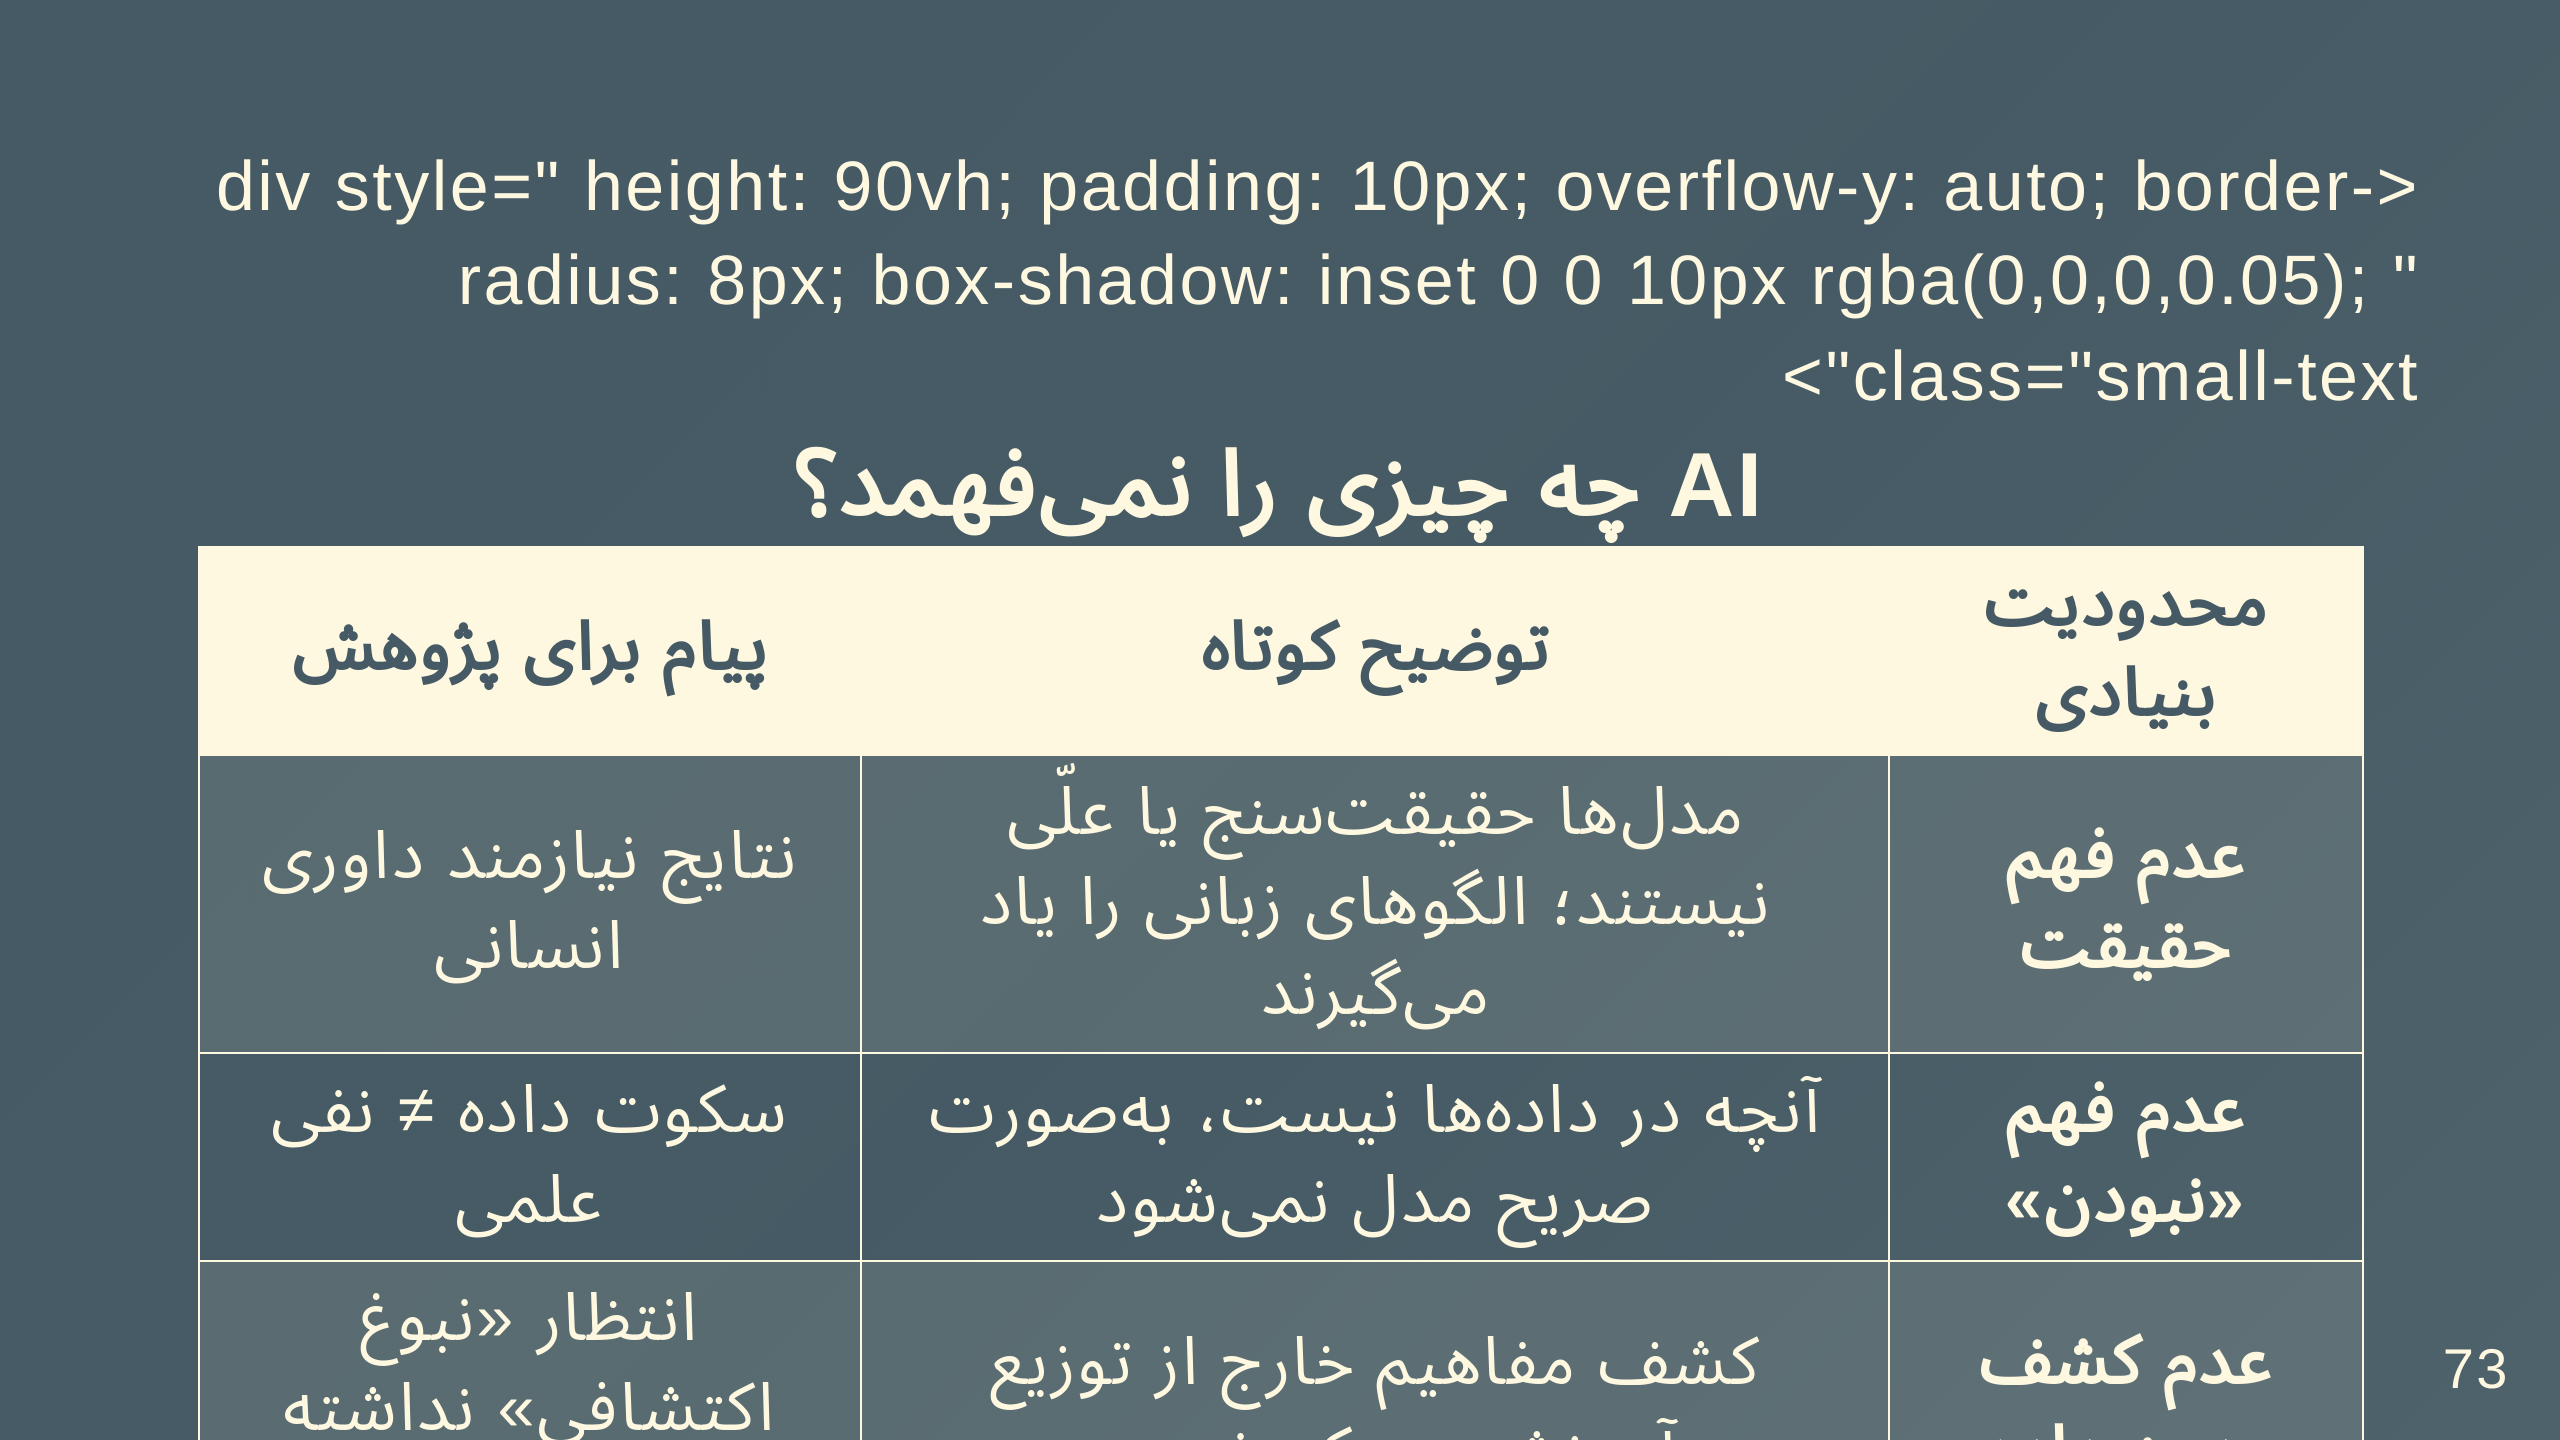 <div style=" height: 90vh; padding: 10px; overflow-y: auto; border-
radius: 8px; box-shadow: inset 0 0 10px rgba(0,0,0,0.05); "
class="small-text">
AI چه چیزی را نمی‌فهمد؟
محدودیت
بنیادی
توضیح کوتاه
پیام برای پژوهش
عدم فهم
حقیقت
مدل‌ها حقیقت‌سنج یا علّی
نیستند؛ الگوهای زبانی را یاد
می‌گیرند
نتایج نیازمند داوری
انسانی
عدم فهم
«نبودن»
آنچه در داده‌ها نیست، به‌صورت
صریح مدل نمی‌شود
سکوت داده ≠ نفی
علمی
عدم کشف
کشف مفاهیم خارج از توزیع
انتظار «نبوغ
اکتشافی» نداشته
73